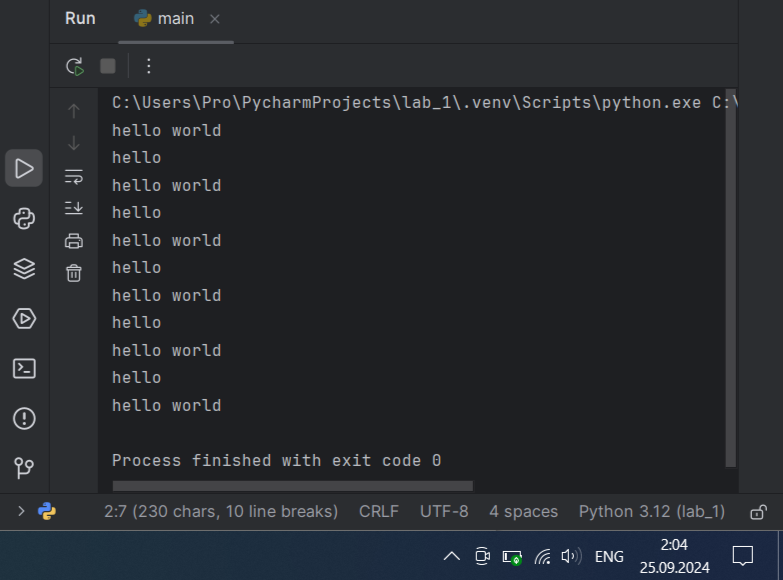 Run main
C:\Users\Pro\PycharmProjects\lab_1\.venv\Scripts\python.exe C:\
hello world
hello
hello world
hello
hello world
hello
hello world
hello
hello world
hello
hello world
Process finished with exit code 0
2:7 (230 chars, 10 line breaks) CRLF UTF-8 4 spaces Python 3.12 (lab_1)
ENG
2:04
25.09.2024